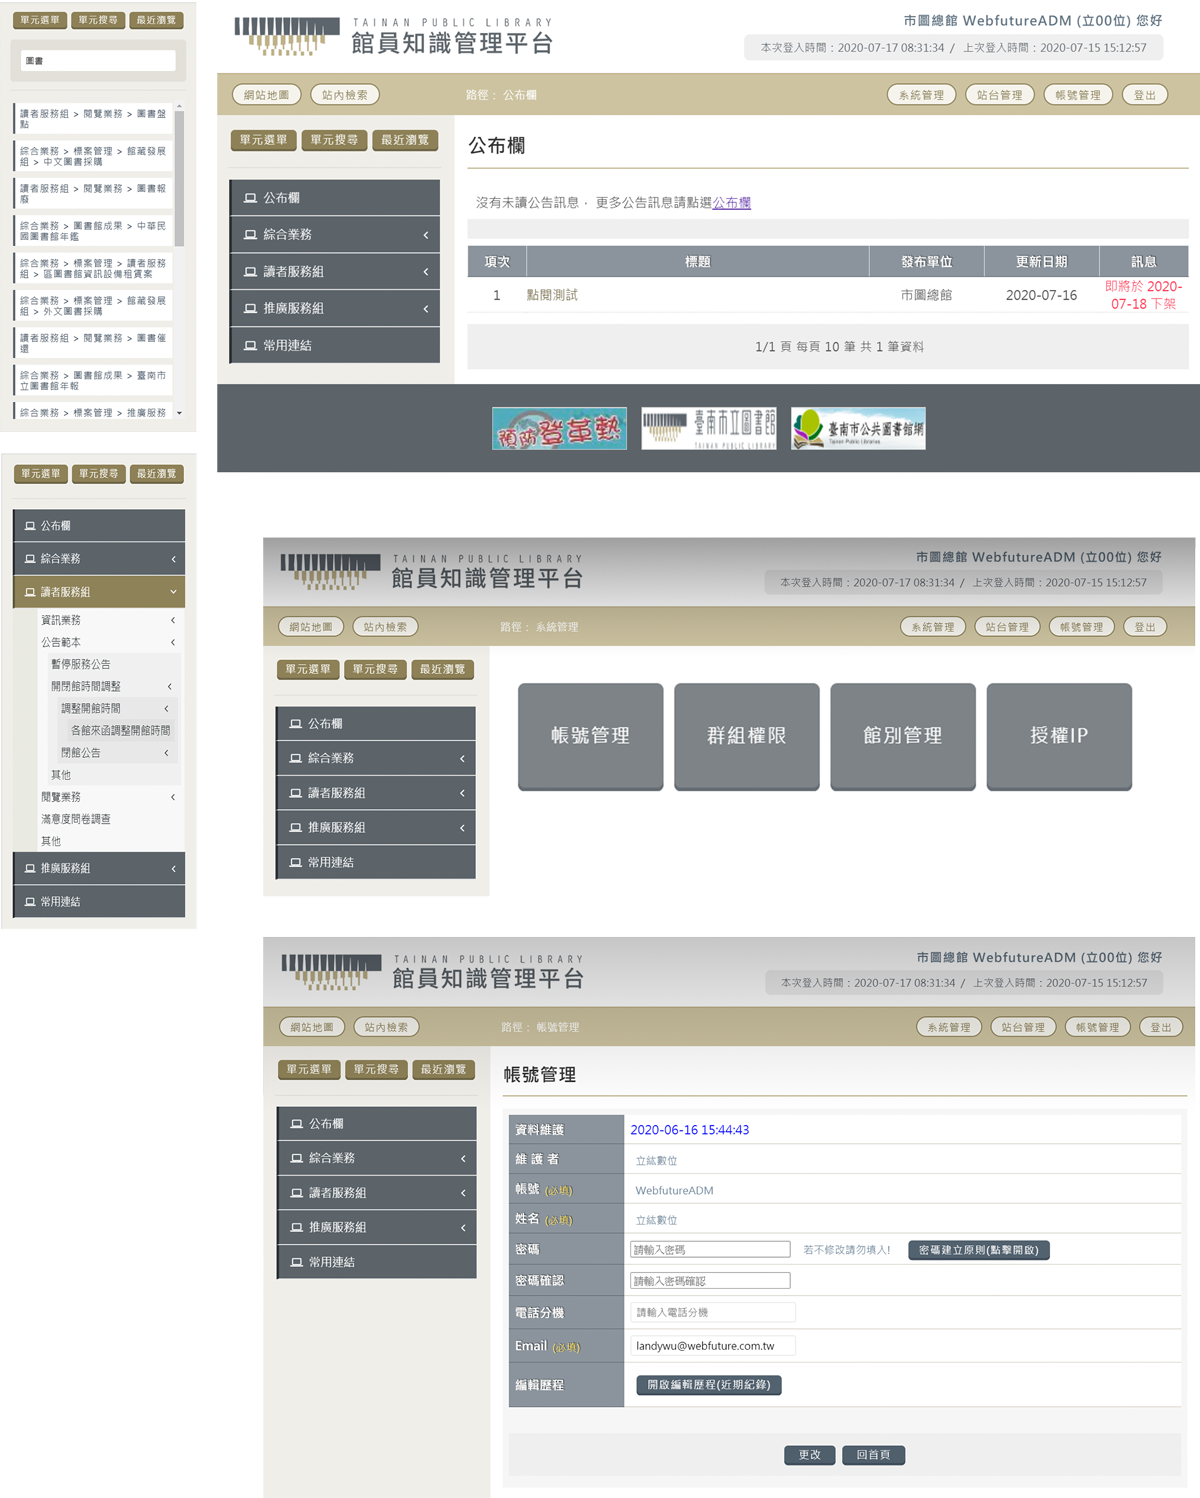 單元選單 單元搜尋 最近瀏覽
圖書
讀者服務組 > 閱覽業務 > 圖書盤
點
綜合業務 > 標案管理 > 館藏發展
組 > 中文圖書採購
讀者服務組 > 閱覽業務 > 圖書報
廢
綜合業務 > 圖書館成果 > 中華民
國圖書館年鑑
綜合業務 > 標案管理 > 讀者服務
組 > 區圖書館資訊設備租賃案
綜合業務 > 標案管理 > 館藏發展
組 > 外文圖書採購
讀者服務組 > 閱覽業務 > 圖書催
還
綜合業務 > 圖書館成果 > 臺南市
立圖書館年報
綜合業務 > 標案管理 > 推廣服務
單元選單 單元搜尋 最近瀏覽
公布欄
綜合業務
讀者服務組
資訊業務
公告範本
暫停服務公告
開閉館時間調整
調整開館時間
各館來函調整開館時間
閉館公告
其他
閱覽業務
滿意度問卷調查
其他
推廣服務組
常用連結
TAINAN PUBLIC LIBRARY
館員知識管理平台
市圖總館 WebfutureADM (立00位) 您好
本次登入時間：2020-07-17 08:31:34 / 上次登入時間：2020-07-15 15:12:57
網站地圖 站內檢索 路徑： 公布欄 系統管理 站台管理 帳號管理 登出
單元選單 單元搜尋 最近瀏覽
公布欄
綜合業務
讀者服務組
推廣服務組
常用連結
公布欄
沒有未讀公告訊息， 更多公告訊息請點選公布欄
項次 標題 發布單位 更新日期 訊息
1 點閱測試 市圖總館 2020-07-16 即將於 2020-
07-18 下架
1/1 頁 每頁 10 筆 共 1 筆資料
預防登革熱
臺南市立圖書館
TAINAN PUBLIC LIBRARY
臺南市公共圖書館網
Tainan Public Libraries
TAINAN PUBLIC LIBRARY
館員知識管理平台
市圖總館 WebfutureADM (立00位) 您好
本次登入時間：2020-07-17 08:31:34 / 上次登入時間：2020-07-15 15:12:57
網站地圖 站內檢索 路徑： 系統管理 系統管理 站台管理 帳號管理 登出
單元選單 單元搜尋 最近瀏覽
公布欄
綜合業務
讀者服務組
推廣服務組
常用連結
帳號管理 群組權限 館別管理 授權IP
TAINAN PUBLIC LIBRARY
館員知識管理平台
市圖總館 WebfutureADM (立00位) 您好
本次登入時間：2020-07-17 08:31:34 / 上次登入時間：2020-07-15 15:12:57
網站地圖 站內檢索 路徑： 帳號管理 系統管理 站台管理 帳號管理 登出
單元選單 單元搜尋 最近瀏覽
公布欄
綜合業務
讀者服務組
推廣服務組
常用連結
帳號管理
資料維護 2020-06-16 15:44:43
維 護 者 立紘數位
帳號 (必填) WebfutureADM
姓名 (必填) 立紘數位
密碼 請輸入密碼 若不修改請勿填入! 密碼建立原則(點擊開啟)
密碼確認 請輸入密碼確認
電話分機 請輸入電話分機
Email (必填) landywu@webfuture.com.tw
編輯歷程 開啟編輯歷程(近期紀錄)
更改 回首頁